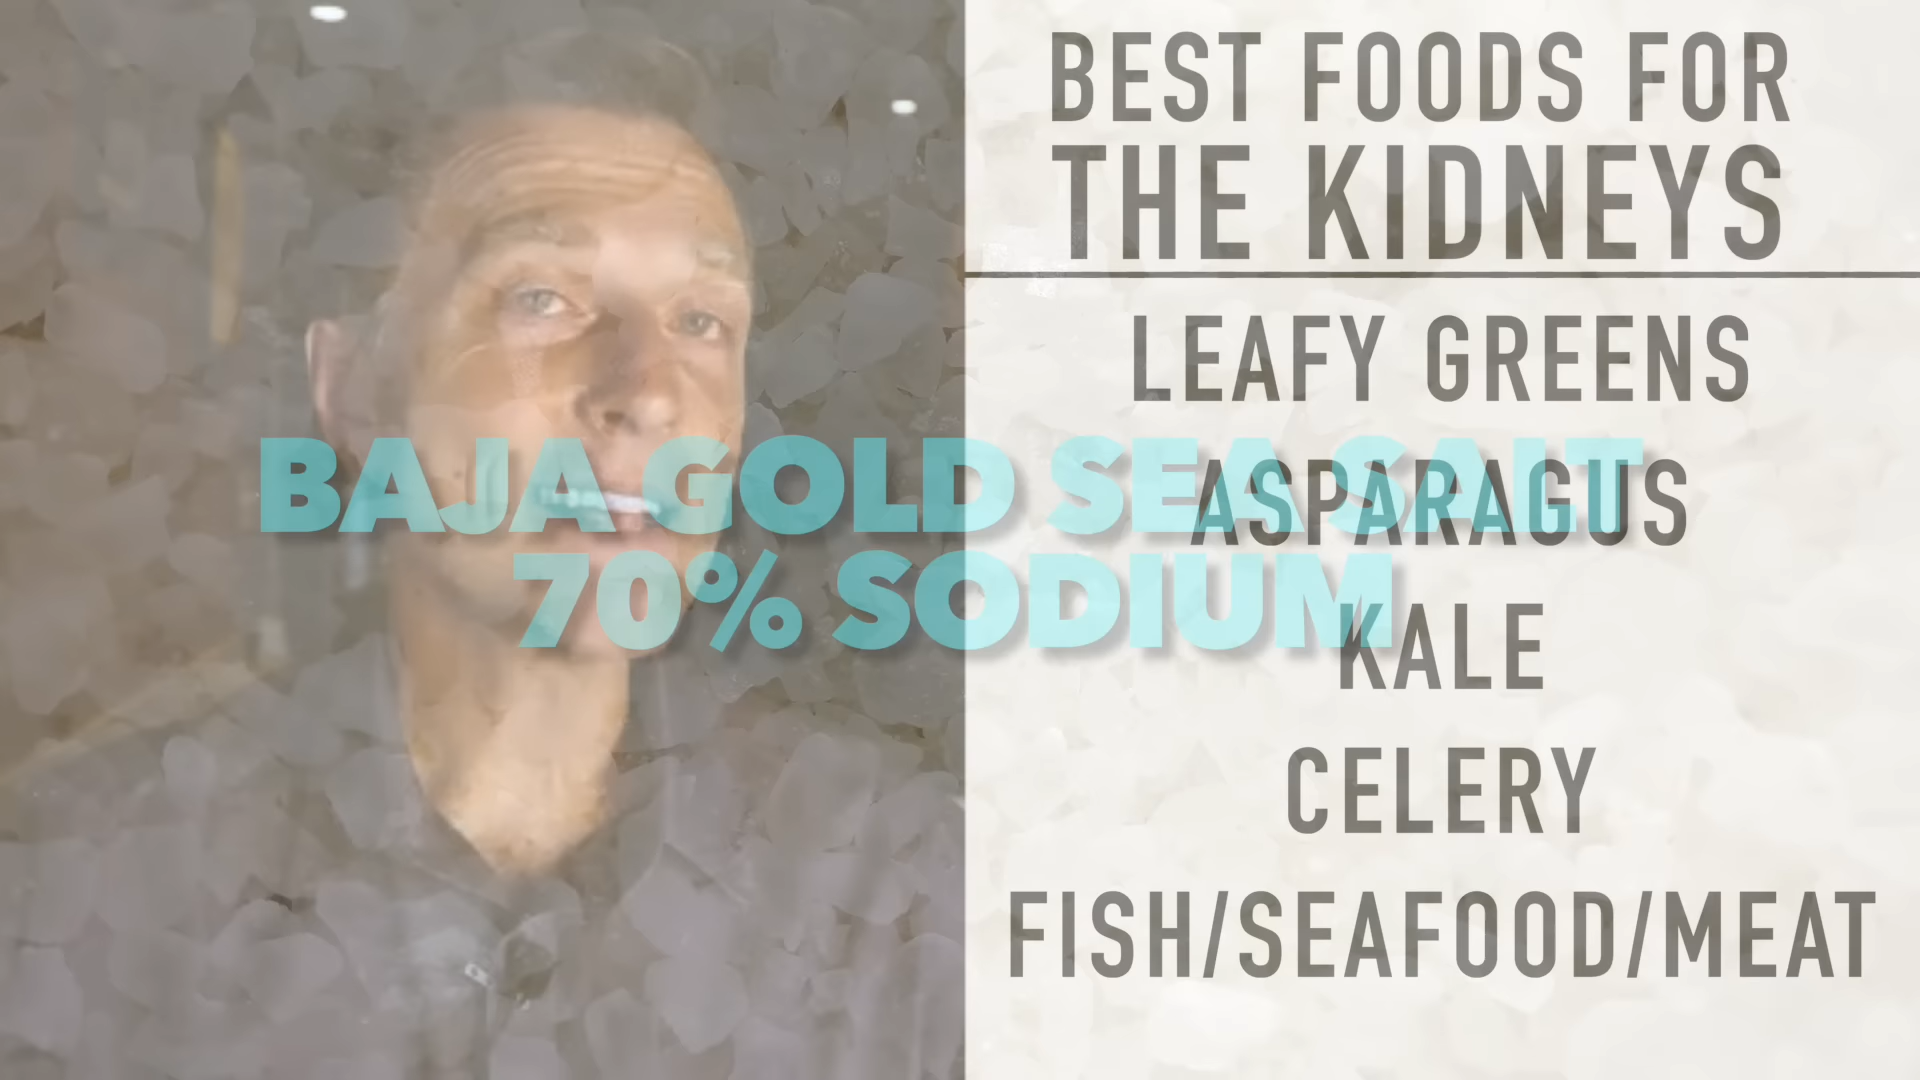 BEST FOODS FOR
THE KIDNEYS
LEAFY GREENS
BAJA GOLD SEA SALT
ASPARAGUS
70% SODIUM
KALE
CELERY
FISH/SEAFOOD/MEAT